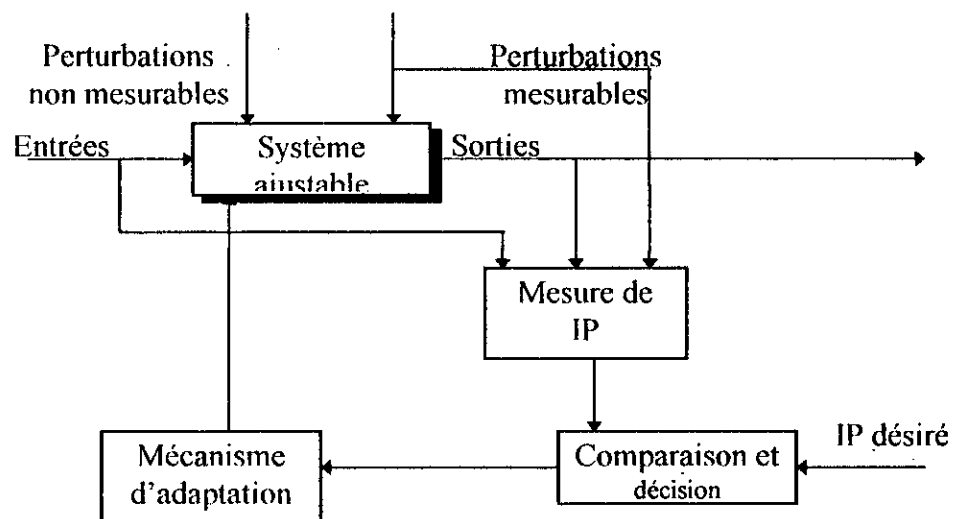 Perturbations
non mesurables
Perturbations
mesurables
Entrées
Système
ajustable
Sorties
Mesure de
IP
Mécanisme
d'adaptation
Comparaison et
décision
IP désiré